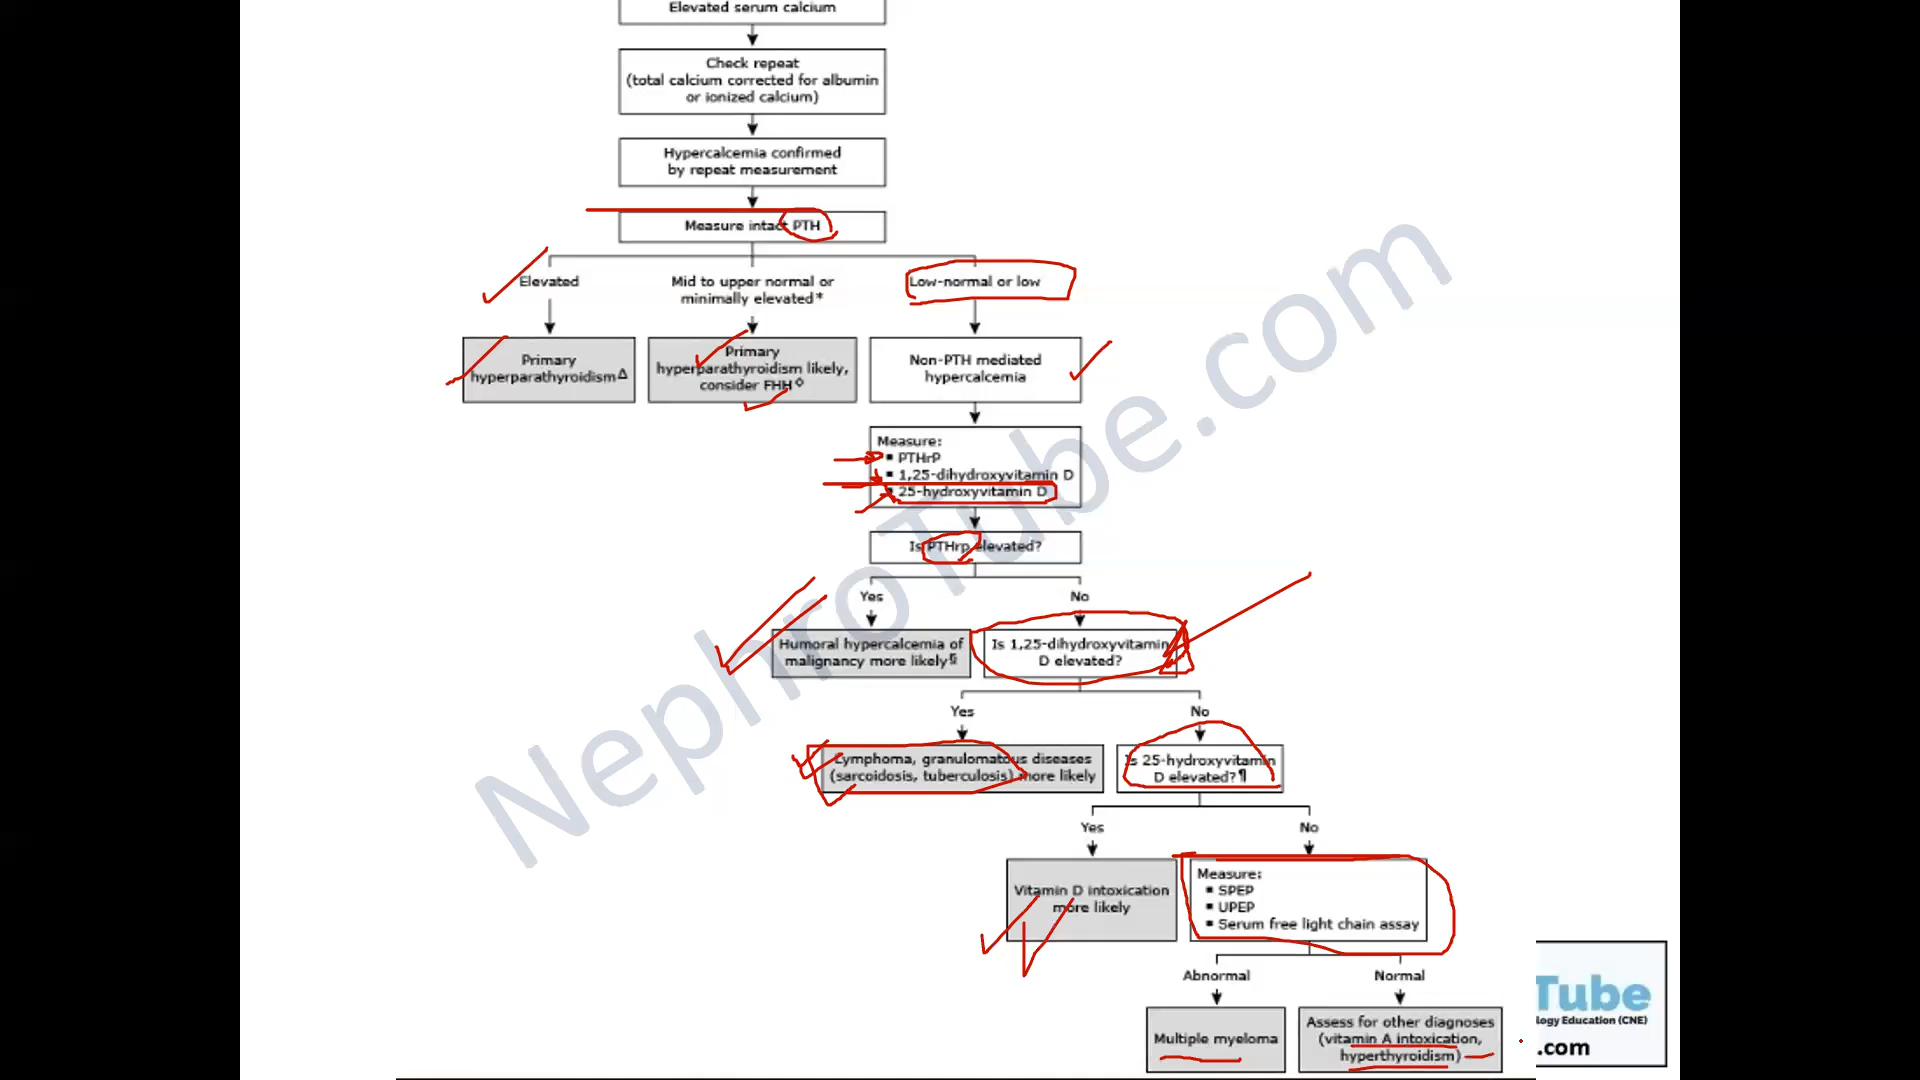 Elevated serum calcium
Check repeat
(total calcium corrected for albumin
or ionized calcium)
Hypercalcemia confirmed
by repeat measurement
Measure intact PTH
Elevated
Mid to upper normal or
minimally elevated*
Low-normal or low
Primary
hyperparathyroidismΔ
Primary
hyperparathyroidism likely,
consider FHH◊
Non-PTH mediated
hypercalcemia
Measure:
▪ PTHrP
▪ 1,25-dihydroxyvitamin D
▪ 25-hydroxyvitamin D
Is PTHrp elevated?
Yes
No
Humoral hypercalcemia of
malignancy more likely§
Is 1,25-dihydroxyvitamin
D elevated?
Yes
No
Lymphoma, granulomatous diseases
(sarcoidosis, tuberculosis) more likely
Is 25-hydroxyvitamin
D elevated?¶
Yes
No
Vitamin D intoxication
more likely
Measure:
▪ SPEP
▪ UPEP
▪ Serum free light chain assay
Abnormal
Normal
Multiple myeloma
Assess for other diagnoses
(vitamin A intoxication,
hyperthyroidism)
NephroTube.com
Tube
logy Education (CNE)
.com